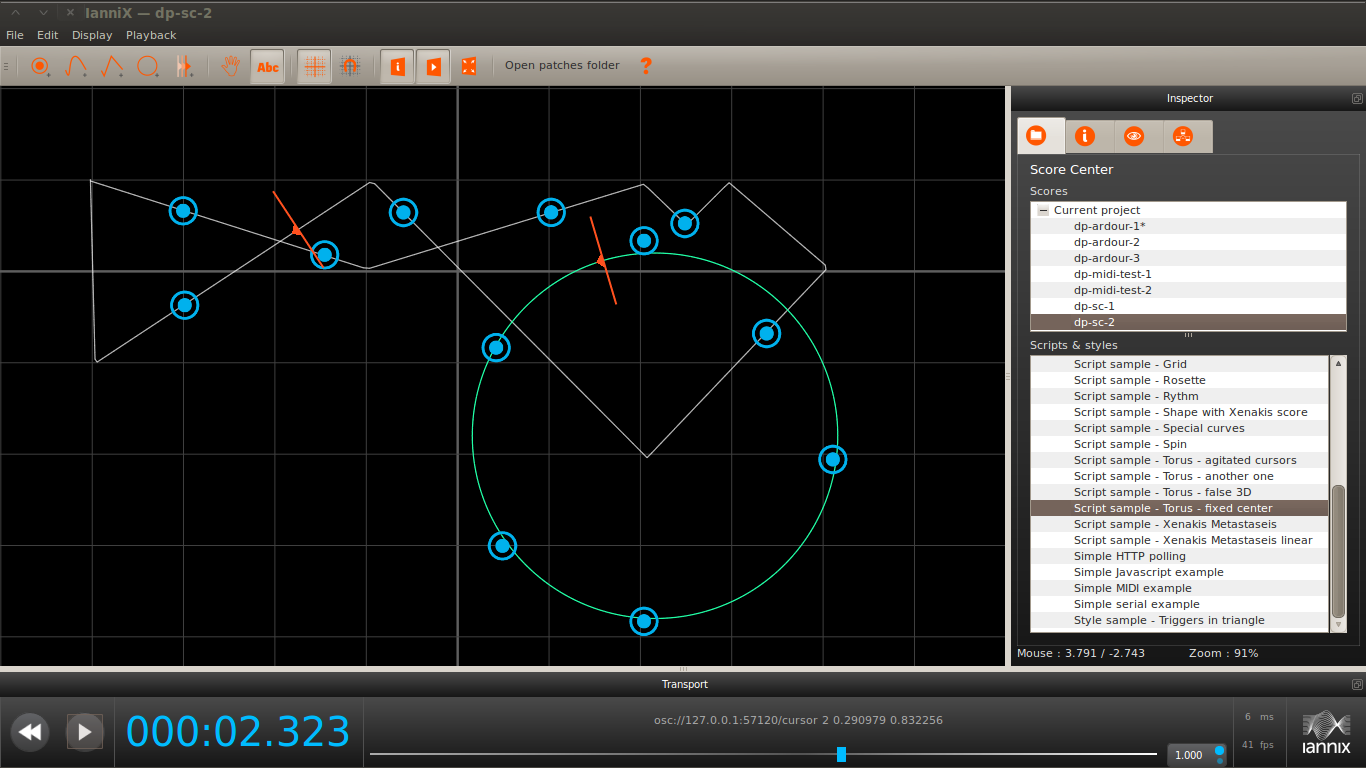 IanniX — dp-sc-2
File Edit Display Playback
Abc Open patches folder ?
Inspector
Score Center
Scores
Current project
dp-ardour-1*
dp-ardour-2
dp-ardour-3
dp-midi-test-1
dp-midi-test-2
dp-sc-1
dp-sc-2
Scripts & styles
Script sample - Grid
Script sample - Rosette
Script sample - Rythm
Script sample - Shape with Xenakis score
Script sample - Special curves
Script sample - Spin
Script sample - Torus - agitated cursors
Script sample - Torus - another one
Script sample - Torus - false 3D
Script sample - Torus - fixed center
Script sample - Xenakis Metastaseis
Script sample - Xenakis Metastaseis linear
Simple HTTP polling
Simple Javascript example
Simple MIDI example
Simple serial example
Style sample - Triggers in triangle
Mouse : 3.791 / -2.743 Zoom : 91%
Transport
000:02.323
osc://127.0.0.1:57120/cursor 2 0.290979 0.832256
1.000
6 ms
41 fps
iannix